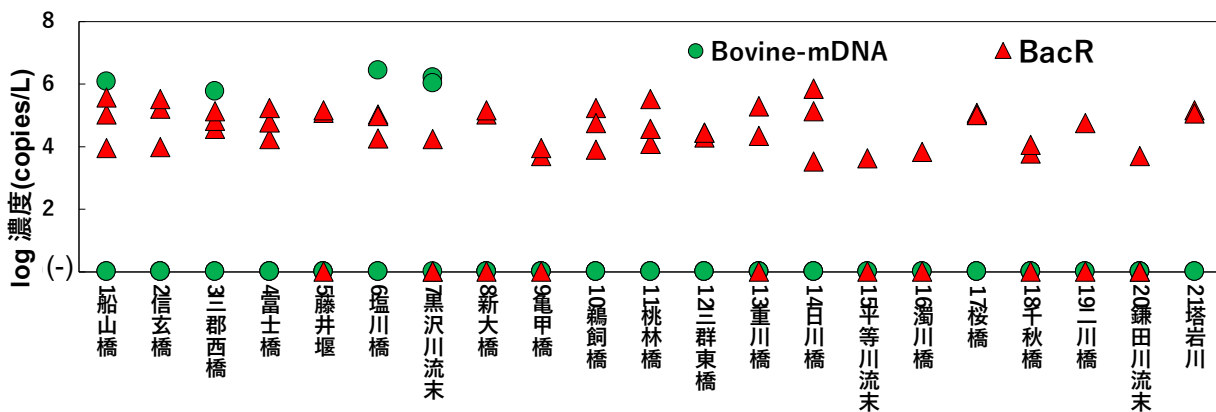 8
6
4
2
(-)
log 濃度(copies/L)
Bovine-mDNA
BacR
1船山橋
2信玄橋
3三郡西橋
4富士橋
5藤井堰
6塩川橋
7黒沢川流末
8新大橋
9亀甲橋
10鵜飼橋
11桃林橋
12三群東橋
13重川橋
14日川橋
15平等川流末
16濁川橋
17桜橋
18千秋橋
19二川橋
20鎌田川流末
21塔岩川